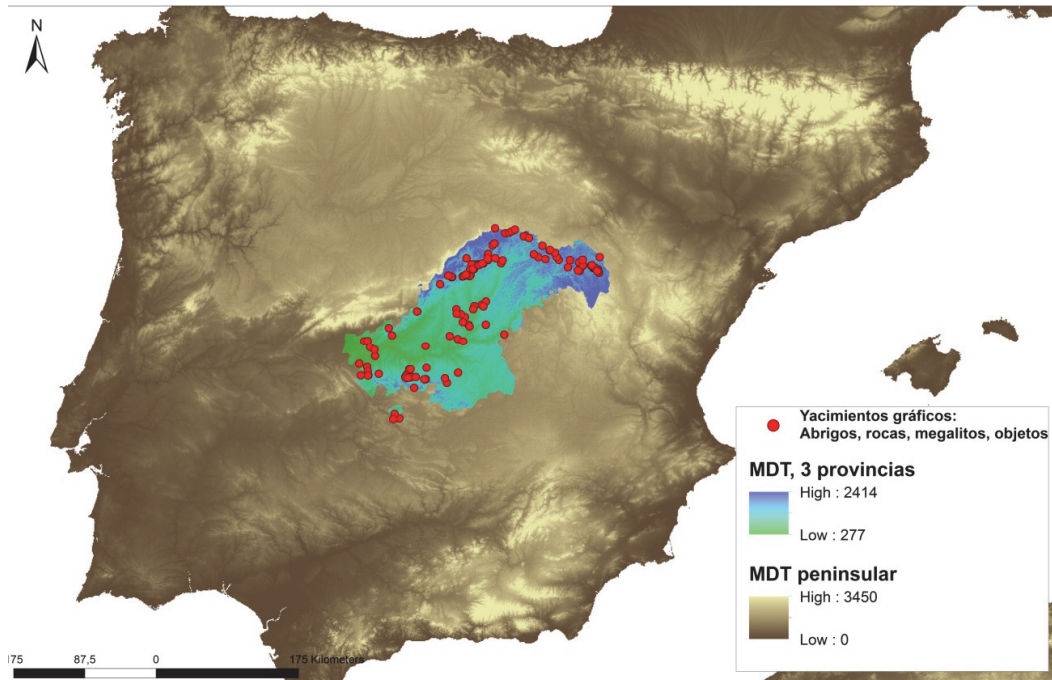 N
Yacimientos gráficos:
Abrigos, rocas, megalitos, objetos
MDT, 3 provincias
High : 2414
Low : 277
MDT peninsular
High : 3450
Low : 0
175 87,5 0 175 Kilometers